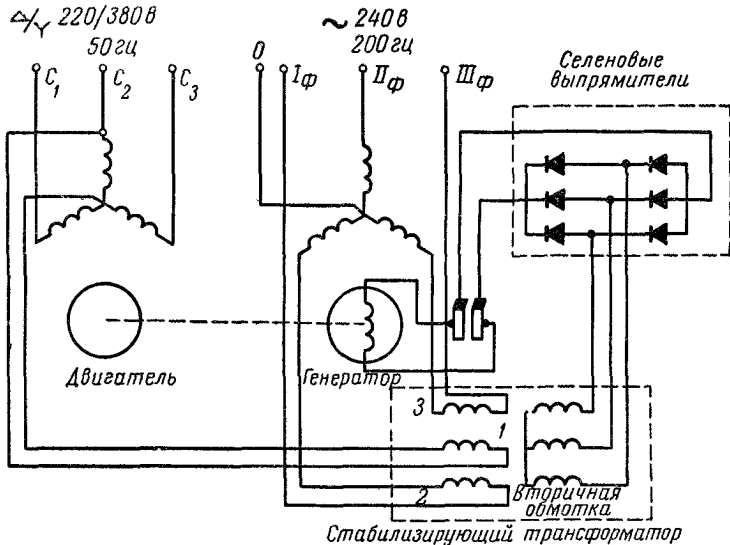 Δ/Y 220/380 в
50 гц
~ 240 в
200 гц
C₁ C₂ C₃
0 Iф IIф IIIф
Селеновые
выпрямители
Двигатель
Генератор
3
1
2
Вторичная
обмотка
Стабилизирующий трансформатор